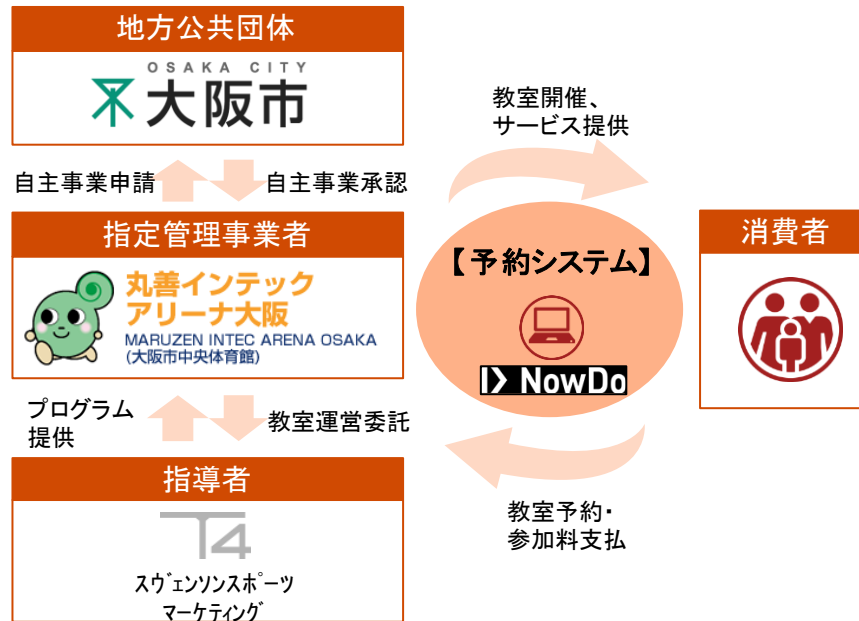 地方公共団体
OSAKA CITY
大阪市
自主事業申請
自主事業承認
指定管理事業者
丸善インテック
アリーナ大阪
MARUZEN INTEC ARENA OSAKA
(大阪市中央体育館)
プログラム
提供
教室運営委託
指導者
T4
スヴェンソンスポーツ
マーケティング
教室開催、
サービス提供
【予約システム】
NowDo
教室予約・
参加料支払
消費者